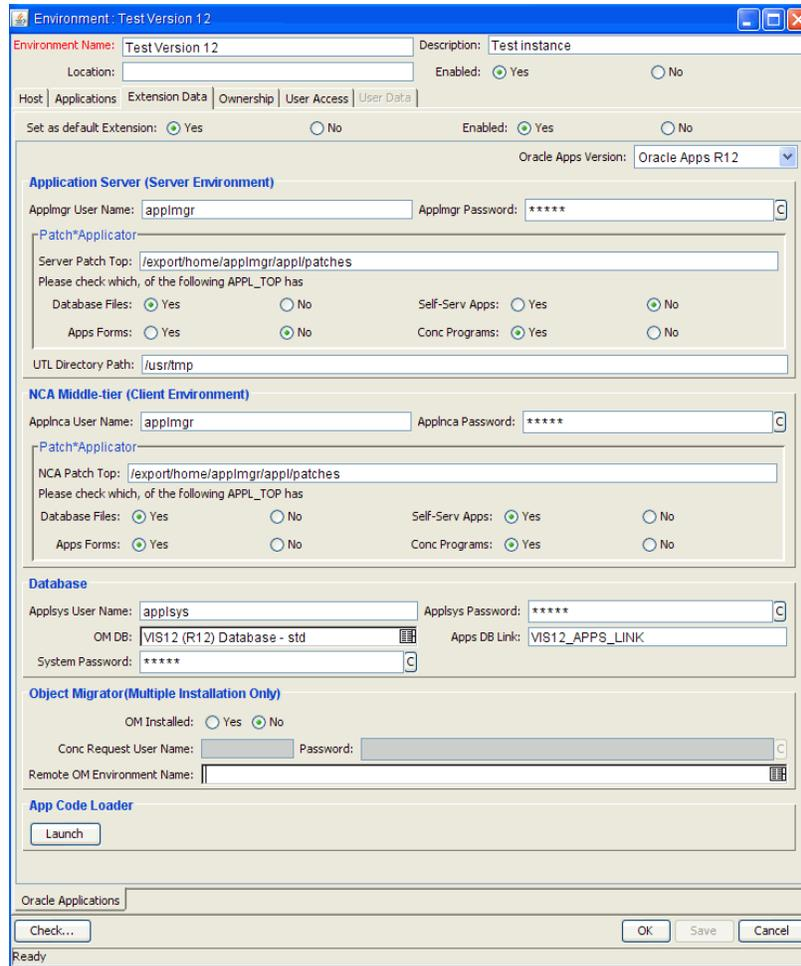 Environment : Test Version 12
Environment Name: Test Version 12 Description: Test instance
Location: Enabled: Yes No
Host Applications Extension Data Ownership User Access User Data
Set as default Extension: Yes No Enabled: Yes No
Oracle Apps Version: Oracle Apps R12
Application Server (Server Environment)
Applmgr User Name: applmgr Applmgr Password: ***** C
Patch*Applicator
Server Patch Top: /export/home/applmgr/appl/patches
Please check which, of the following APPL_TOP has
Database Files: Yes No Self-Serv Apps: Yes No
Apps Forms: Yes No Conc Programs: Yes No
UTL Directory Path: /usr/tmp
NCA Middle-tier (Client Environment)
Applnca User Name: applmgr Applnca Password: ***** C
Patch*Applicator
NCA Patch Top: /export/home/applmgr/appl/patches
Please check which, of the following APPL_TOP has
Database Files: Yes No Self-Serv Apps: Yes No
Apps Forms: Yes No Conc Programs: Yes No
Database
Applsys User Name: applsys Applsys Password: ***** C
OM DB: VIS12 (R12) Database - std Apps DB Link: VIS12_APPS_LINK
System Password: ***** C
Object Migrator(Multiple Installation Only)
OM Installed: Yes No
Conc Request User Name: Password: C
Remote OM Environment Name:
App Code Loader
Launch
Oracle Applications
Check... OK Save Cancel
Ready